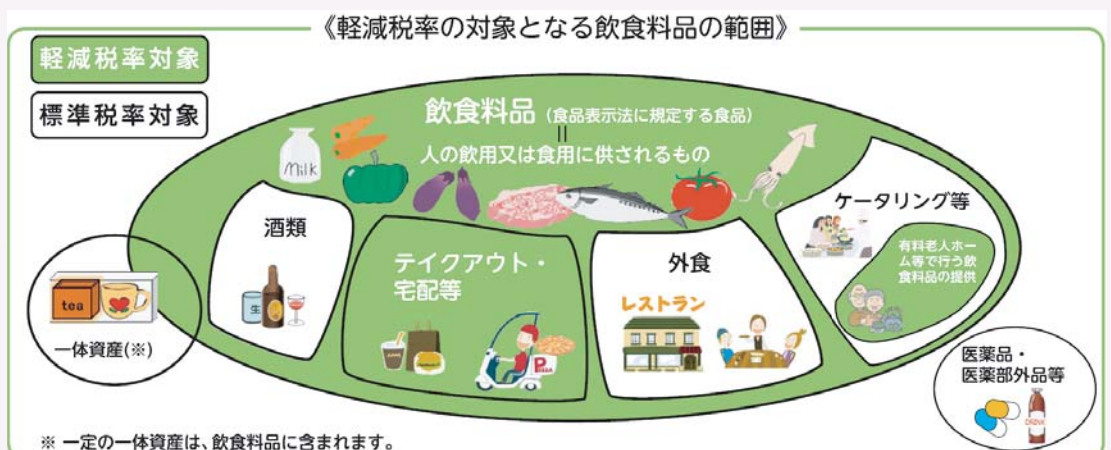 《軽減税率の対象となる飲食料品の範囲》
軽減税率対象
標準税率対象
飲食料品(食品表示法に規定する食品)
=
人の飲用又は食用に供されるもの
Milk
酒類
生
テイクアウト・
宅配等
外食
レストラン
ケータリング等
有料老人ホー
ム等で行う飲
食料品の提供
tea
一体資産(※)
医薬品・
医薬部外品等
※ 一定の一体資産は、飲食料品に含まれます。